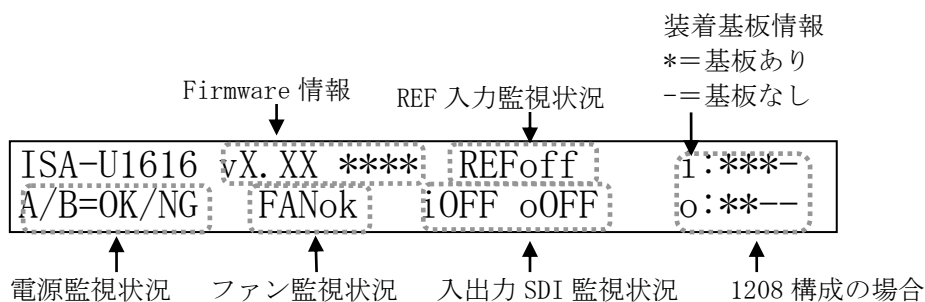 装着基板情報
*＝基板あり
-＝基板なし
Firmware 情報
REF 入力監視状況
ISA-U1616 vX.XX **** REFoff i:***-
A/B=OK/NG FANok iOFF oOFF o:**--
電源監視状況 ファン監視状況 入出力 SDI 監視状況 1208 構成の場合